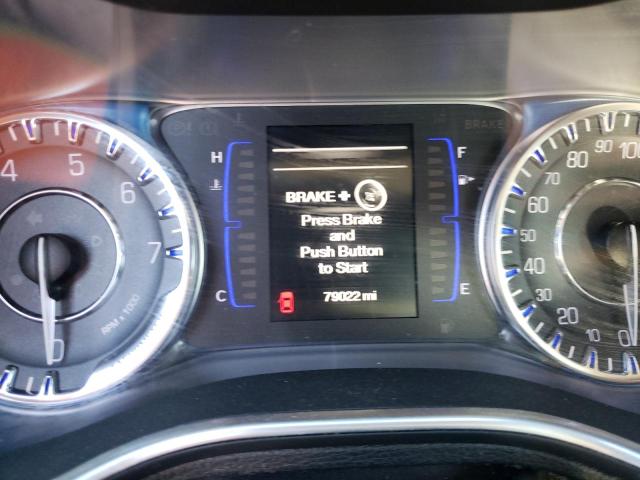 4
5
6
7
0
RPM x 1000
H
C
BRAKE +
Press Brake
and
Push Button
to Start
79022 mi
F
E
BRAKE
100
90
80
70
60
50
40
30
20
10
0